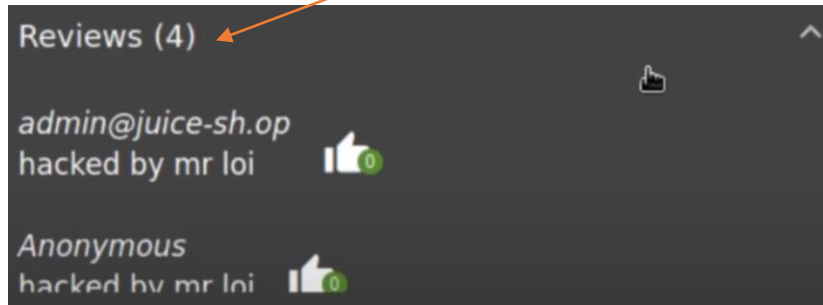 Reviews (4)
admin@juice-sh.op
hacked by mr loi
0
Anonymous
hacked by mr loi
0